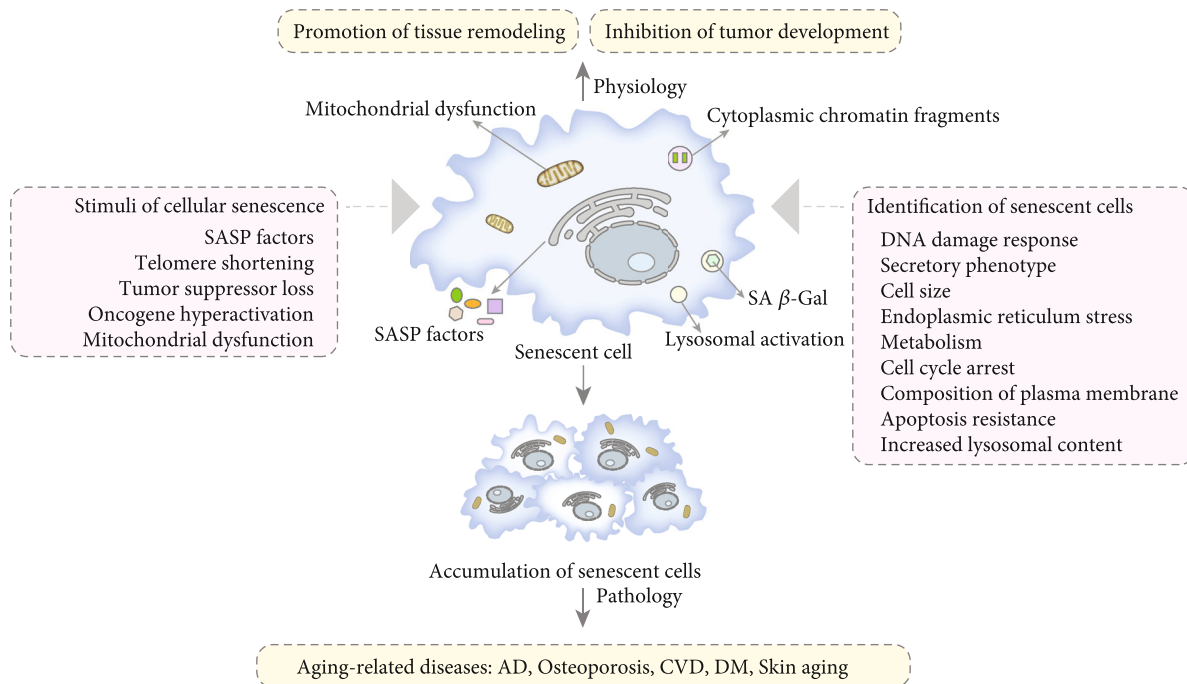 Promotion of tissue remodeling
Inhibition of tumor development
Physiology
Mitochondrial dysfunction
Cytoplasmic chromatin fragments
Stimuli of cellular senescence
SASP factors
Telomere shortening
Tumor suppressor loss
Oncogene hyperactivation
Mitochondrial dysfunction
Identification of senescent cells
DNA damage response
Secretory phenotype
Cell size
Endoplasmic reticulum stress
Metabolism
Cell cycle arrest
Composition of plasma membrane
Apoptosis resistance
Increased lysosomal content
SA β-Gal
SASP factors
Lysosomal activation
Senescent cell
Accumulation of senescent cells
Pathology
Aging-related diseases: AD, Osteoporosis, CVD, DM, Skin aging